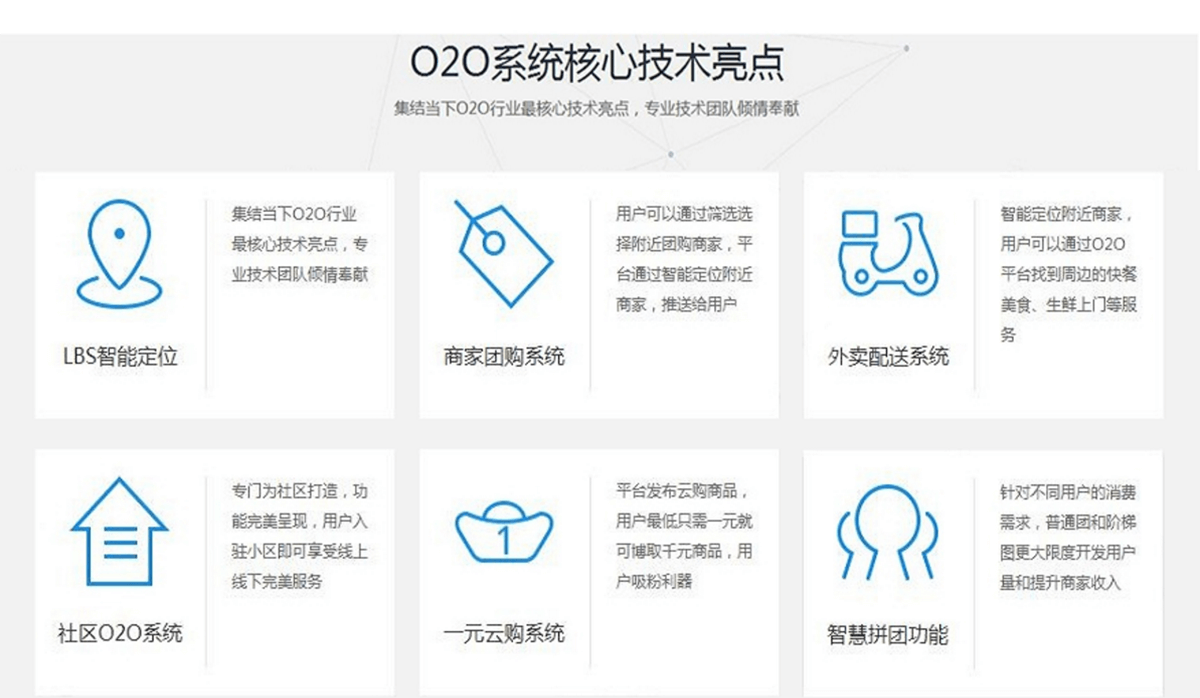 O2O系统核心技术亮点
集结当下O2O行业最核心技术亮点，专业技术团队倾情奉献
集结当下O2O行业
最核心技术亮点，专
业技术团队倾情奉献
LBS智能定位
用户可以通过筛选选
择附近团购商家，平
台通过智能定位附近
商家，推送给用户
商家团购系统
智能定位附近商家，
用户可以通过O2O
平台找到周边的快餐
美食、生鲜上门等服
务
外卖配送系统
专门为社区打造，功
能完美呈现，用户入
驻小区即可享受线上
线下完美服务
社区O2O系统
平台发布云购商品，
用户最低只需一元就
可博取千元商品，用
户吸粉利器
1
一元云购系统
针对不同用户的消费
需求，普通团和阶梯
图更大限度开发用户
量和提升商家收入
智慧拼团功能